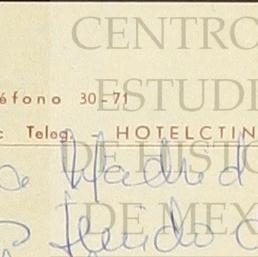 CENTRO
éfono 30-71
ESTUDI
c Teleg. - HOTELCTIN
DE HISTO
a Madrid
DE MEX